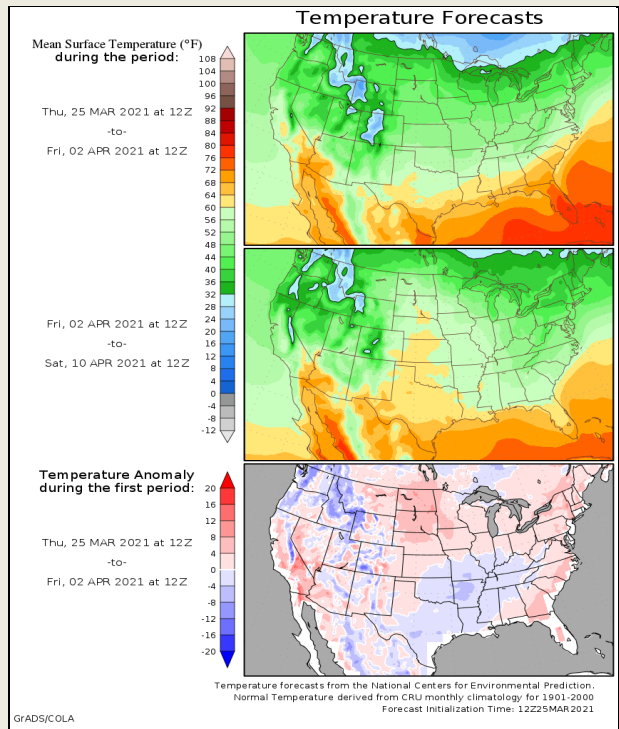 Temperature Forecasts
Mean Surface Temperature (°F)
during the period:
108
104
100
96
92
88
84
80
76
72
68
64
60
56
52
48
44
40
36
32
28
24
20
16
12
8
4
0
-4
-8
-12
Thu, 25 MAR 2021 at 12Z
-to-
Fri, 02 APR 2021 at 12Z
Fri, 02 APR 2021 at 12Z
-to-
Sat, 10 APR 2021 at 12Z
Temperature Anomaly
during the first period:
20
16
12
8
4
0
-4
-8
-12
-16
-20
Thu, 25 MAR 2021 at 12Z
-to-
Fri, 02 APR 2021 at 12Z
Temperature forecasts from the National Centers for Environmental Prediction.
Normal Temperature derived from CRU monthly climatology for 1901-2000
Forecast Initialization Time: 12Z25MAR2021
GrADS/COLA